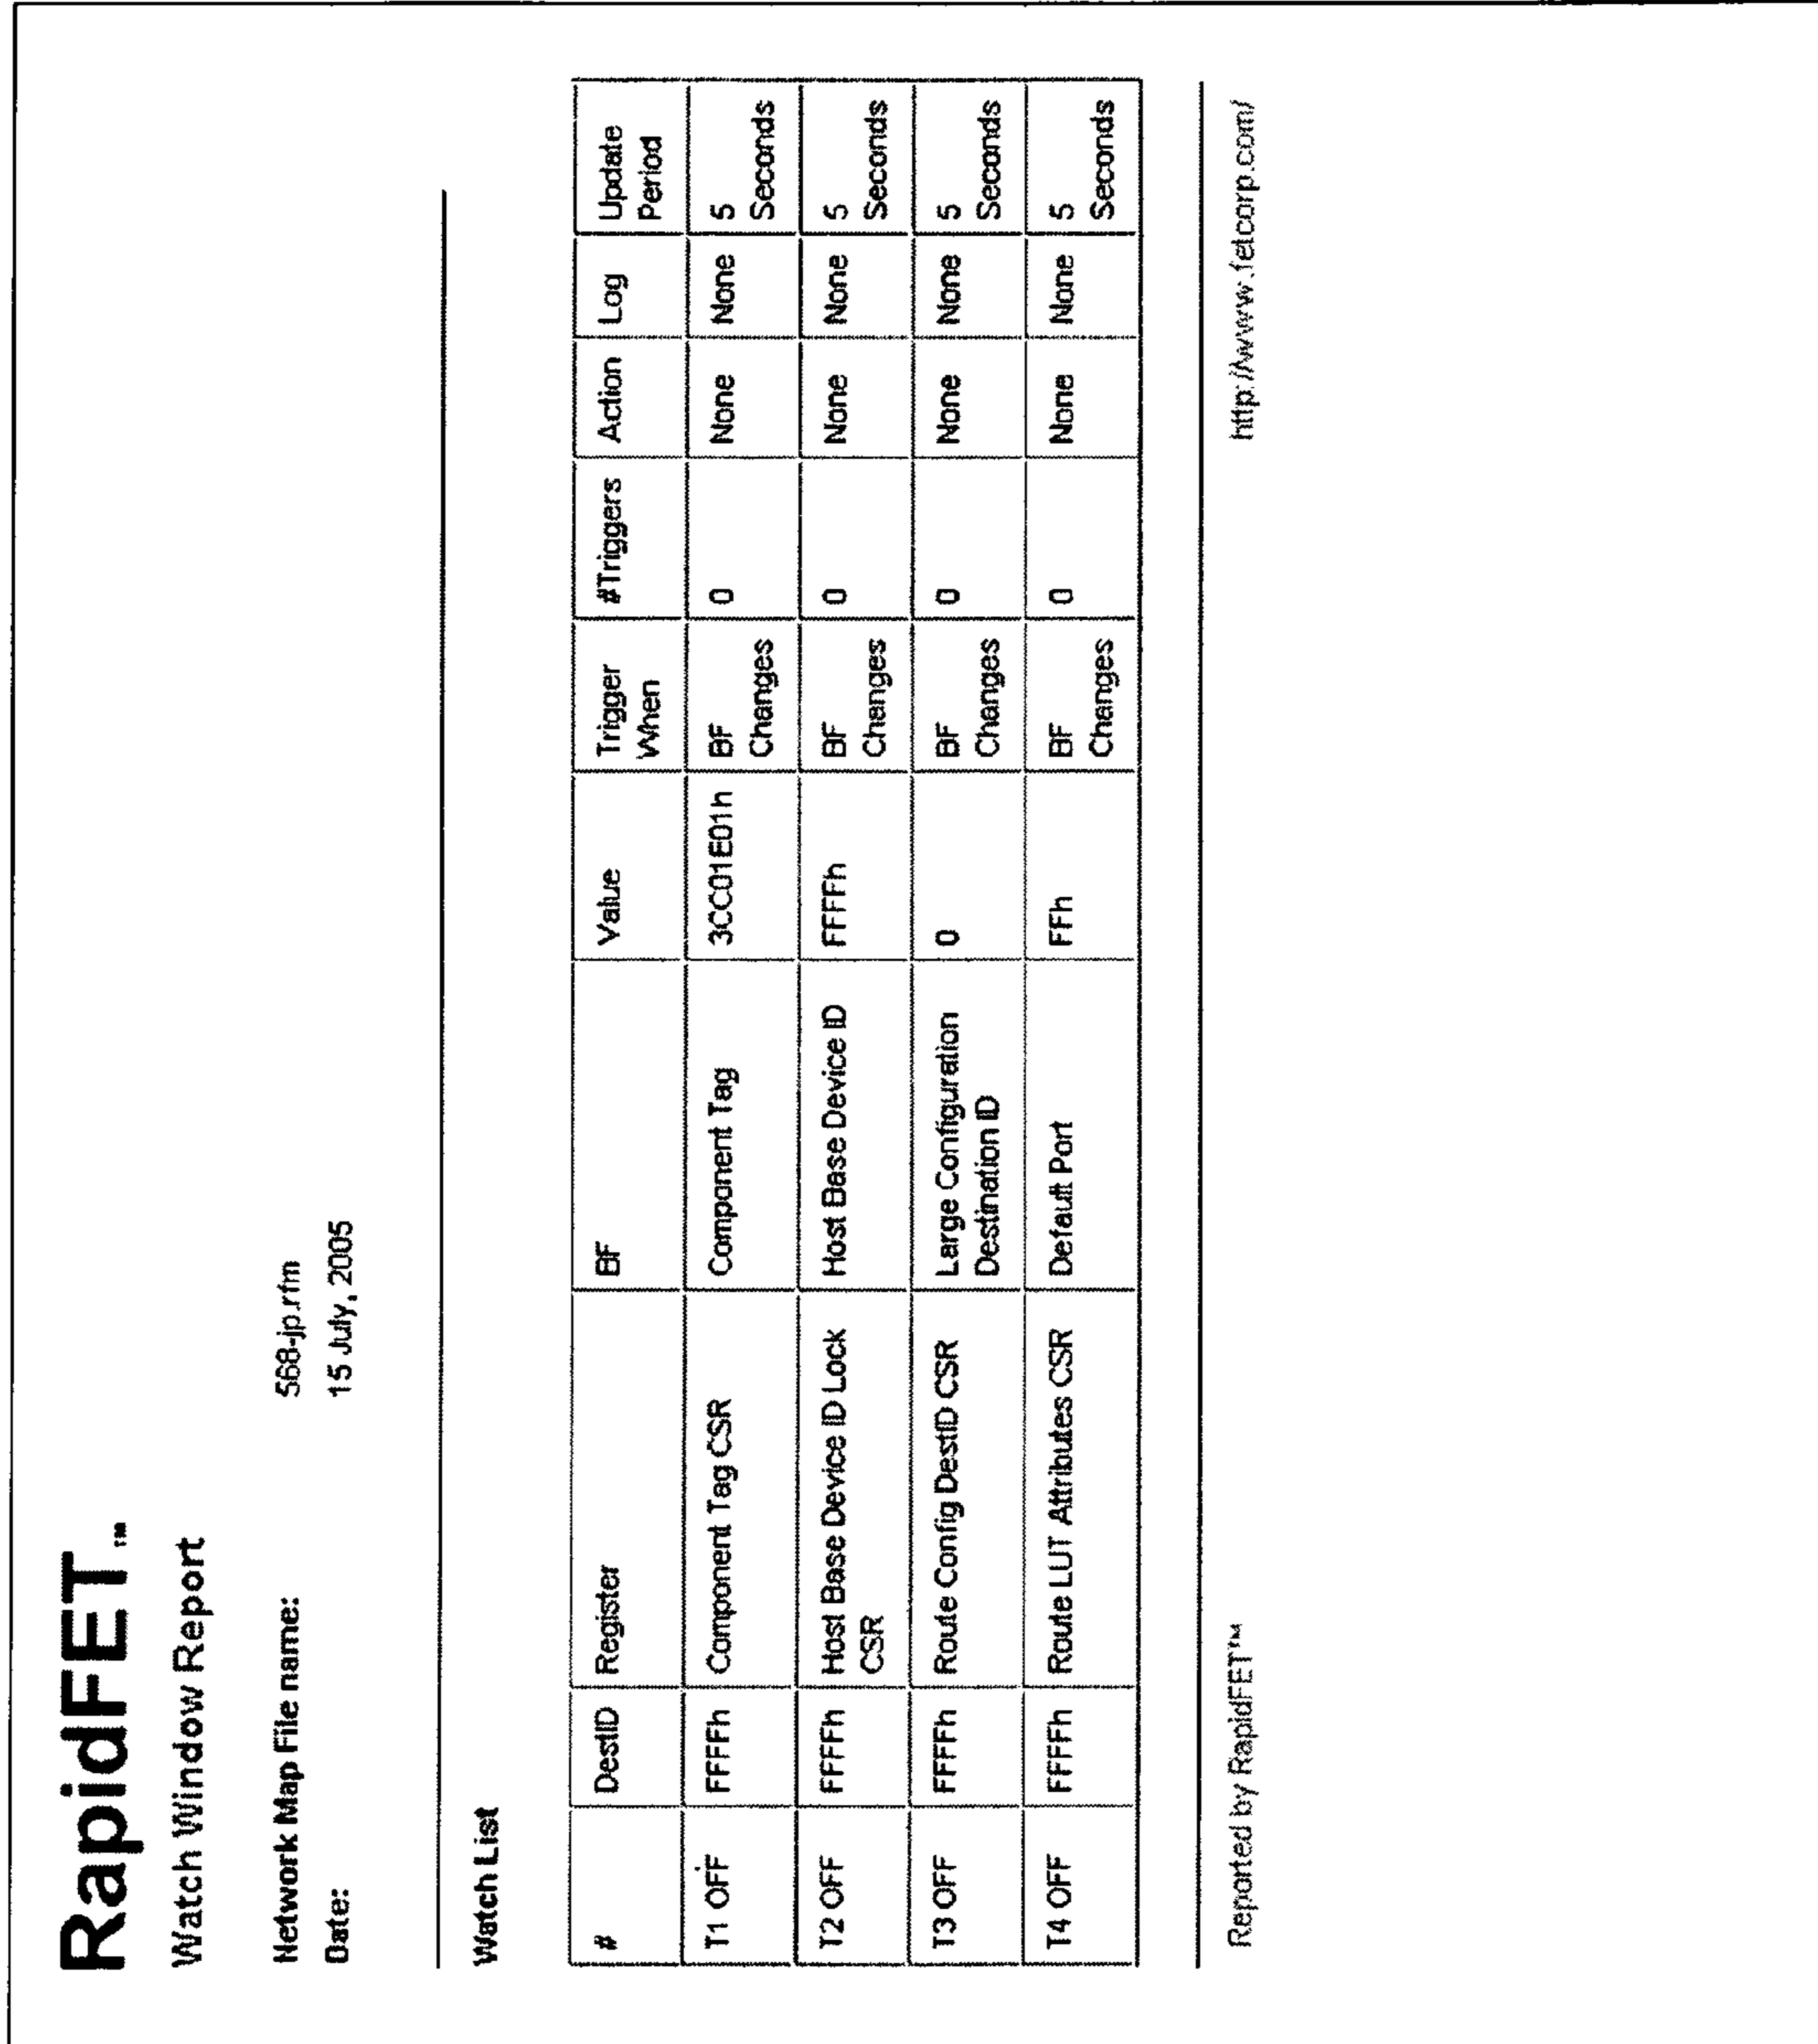 RapidFET™
Watch Window Report
Network Map File name: 568-jp.rfm
Date: 15 July, 2005
Watch List
# DestID Register BF Value Trigger When #Triggers Action Log Update Period
T1 OFF FFFFh Component Tag CSR Component Tag 3CC01E01h BF Changes 0 None None 5 Seconds
T2 OFF FFFFh Host Base Device ID Lock CSR Host Base Device ID FFFFh BF Changes 0 None None 5 Seconds
T3 OFF FFFFh Route Config DestID CSR Large Configuration Destination ID 0 BF Changes 0 None None 5 Seconds
T4 OFF FFFFh Route LUT Attributes CSR Default Port FFh BF Changes 0 None None 5 Seconds
Reported by RapidFET™ http://www.fetcorp.com/